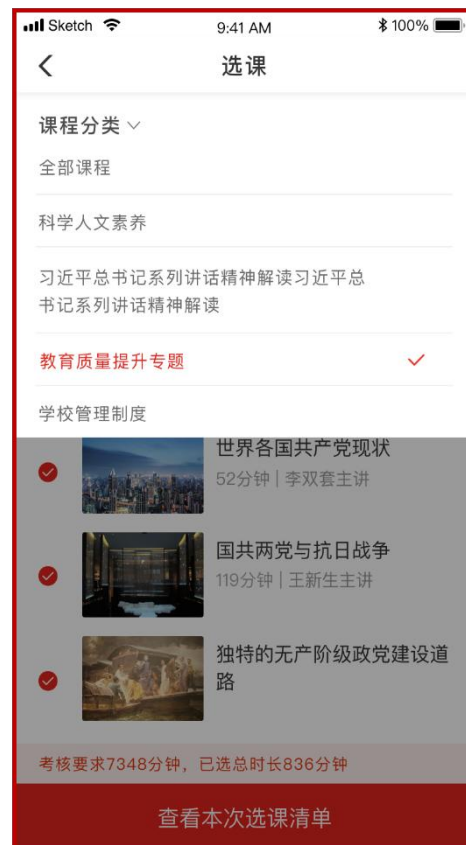 Sketch 9:41 AM 100%
选课
课程分类
全部课程
科学人文素养
习近平总书记系列讲话精神解读习近平总
书记系列讲话精神解读
教育质量提升专题
学校管理制度
世界各国共产党现状
52分钟 | 李双套主讲
国共两党与抗日战争
119分钟 | 王新生主讲
独特的无产阶级政党建设道
路
考核要求7348分钟，已选总时长836分钟
查看本次选课清单